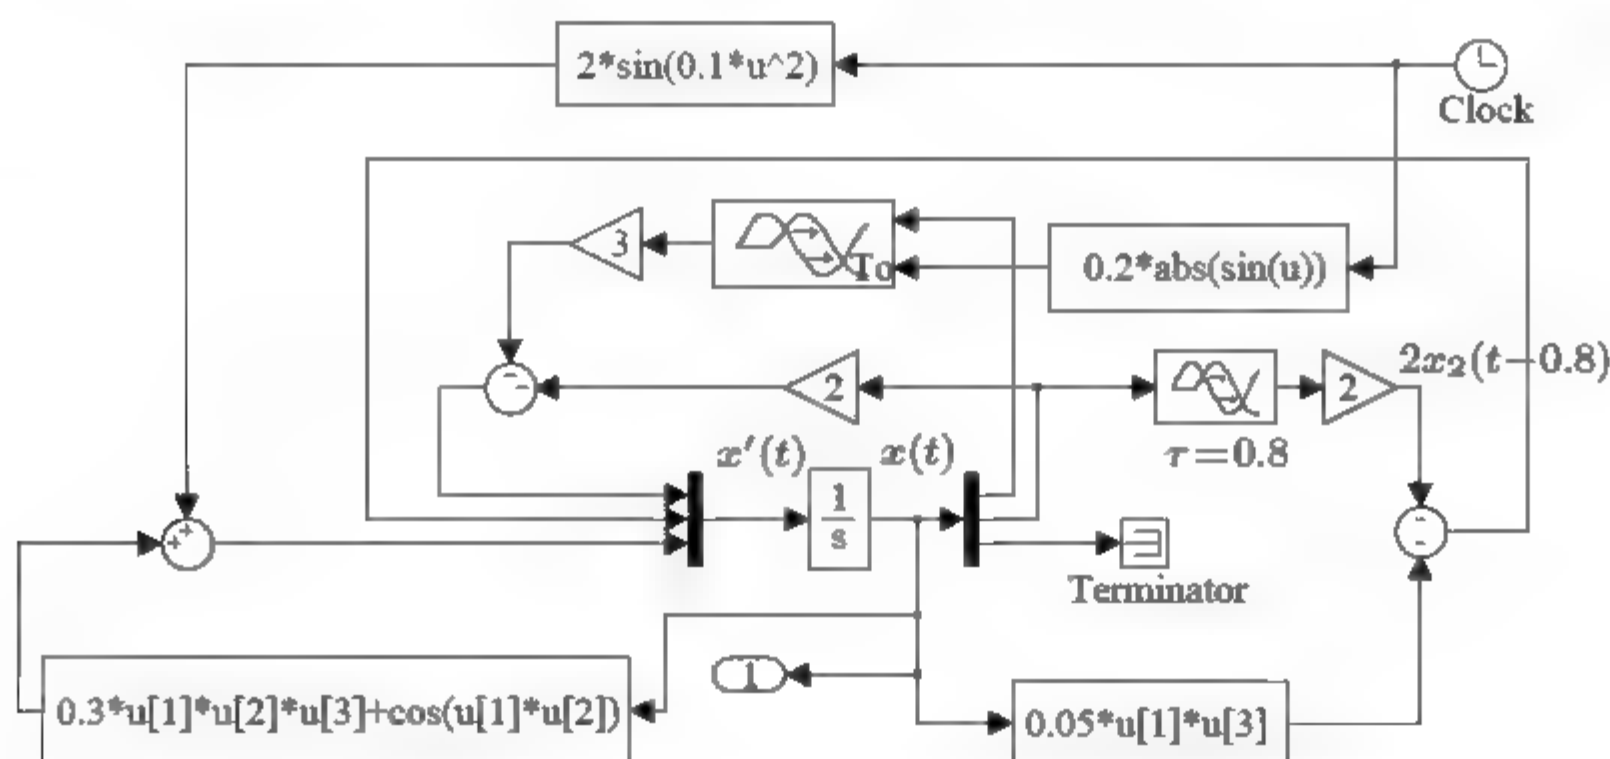 2*sin(0.1*u^2)
Clock
3
To
0.2*abs(sin(u))
2
2
2x₂(t−0.8)
τ=0.8
x′(t)
x(t)
1
s
+
+
-
-
-
-
Terminator
0.3*u[1]*u[2]*u[3]+cos(u[1]*u[2])
1
0.05*u[1]*u[3]